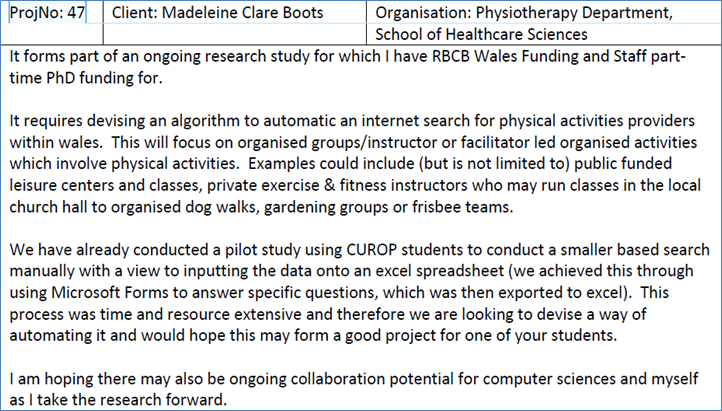 ProjNo: 47 Client: Madeleine Clare Boots Organisation: Physiotherapy Department,
School of Healthcare Sciences
It forms part of an ongoing research study for which I have RBCB Wales Funding and Staff part-
time PhD funding for.
It requires devising an algorithm to automatic an internet search for physical activities providers
within wales. This will focus on organised groups/instructor or facilitator led organised activities
which involve physical activities. Examples could include (but is not limited to) public funded
leisure centers and classes, private exercise & fitness instructors who may run classes in the local
church hall to organised dog walks, gardening groups or frisbee teams.
We have already conducted a pilot study using CUROP students to conduct a smaller based search
manually with a view to inputting the data onto an excel spreadsheet (we achieved this through
using Microsoft Forms to answer specific questions, which was then exported to excel). This
process was time and resource extensive and therefore we are looking to devise a way of
automating it and would hope this may form a good project for one of your students.
I am hoping there may also be ongoing collaboration potential for computer sciences and myself
as I take the research forward.